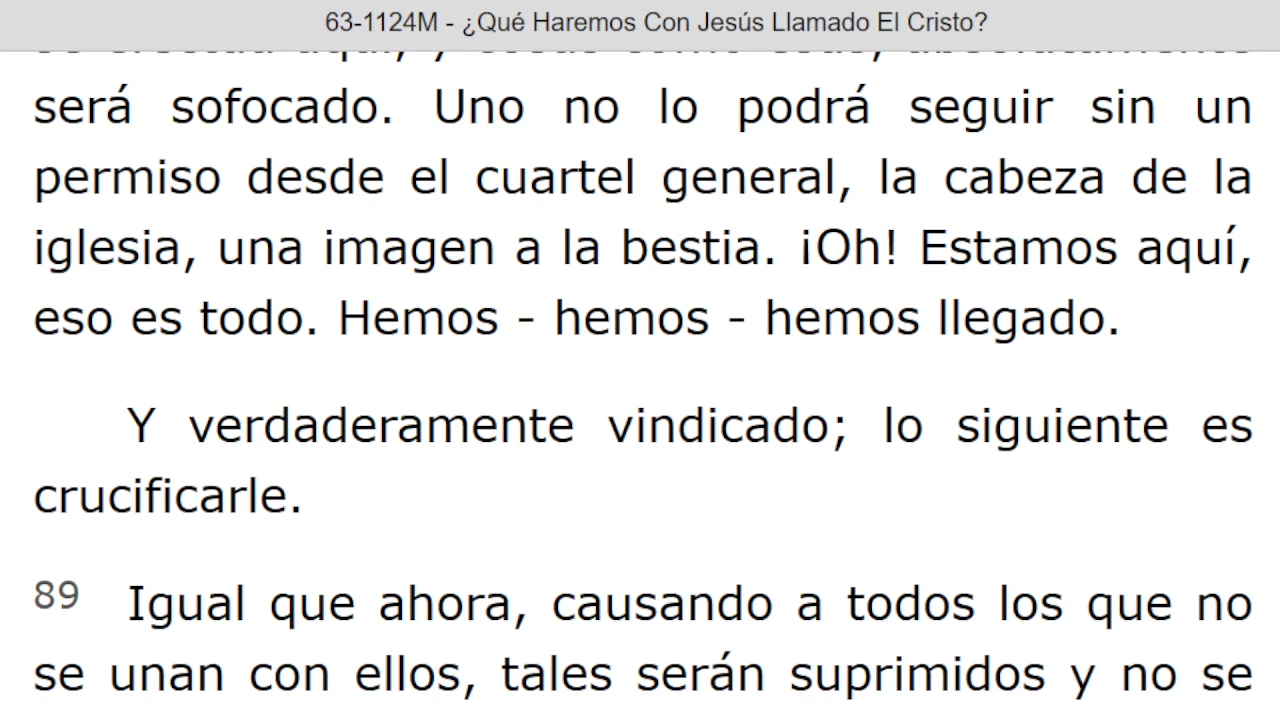 63-1124M - ¿Qué Haremos Con Jesús Llamado El Cristo?
será sofocado. Uno no lo podrá seguir sin un
permiso desde el cuartel general, la cabeza de la
iglesia, una imagen a la bestia. ¡Oh! Estamos aquí,
eso es todo. Hemos - hemos - hemos llegado.
Y verdaderamente vindicado; lo siguiente es
crucificarle.
89 Igual que ahora, causando a todos los que no
se unan con ellos, tales serán suprimidos y no se